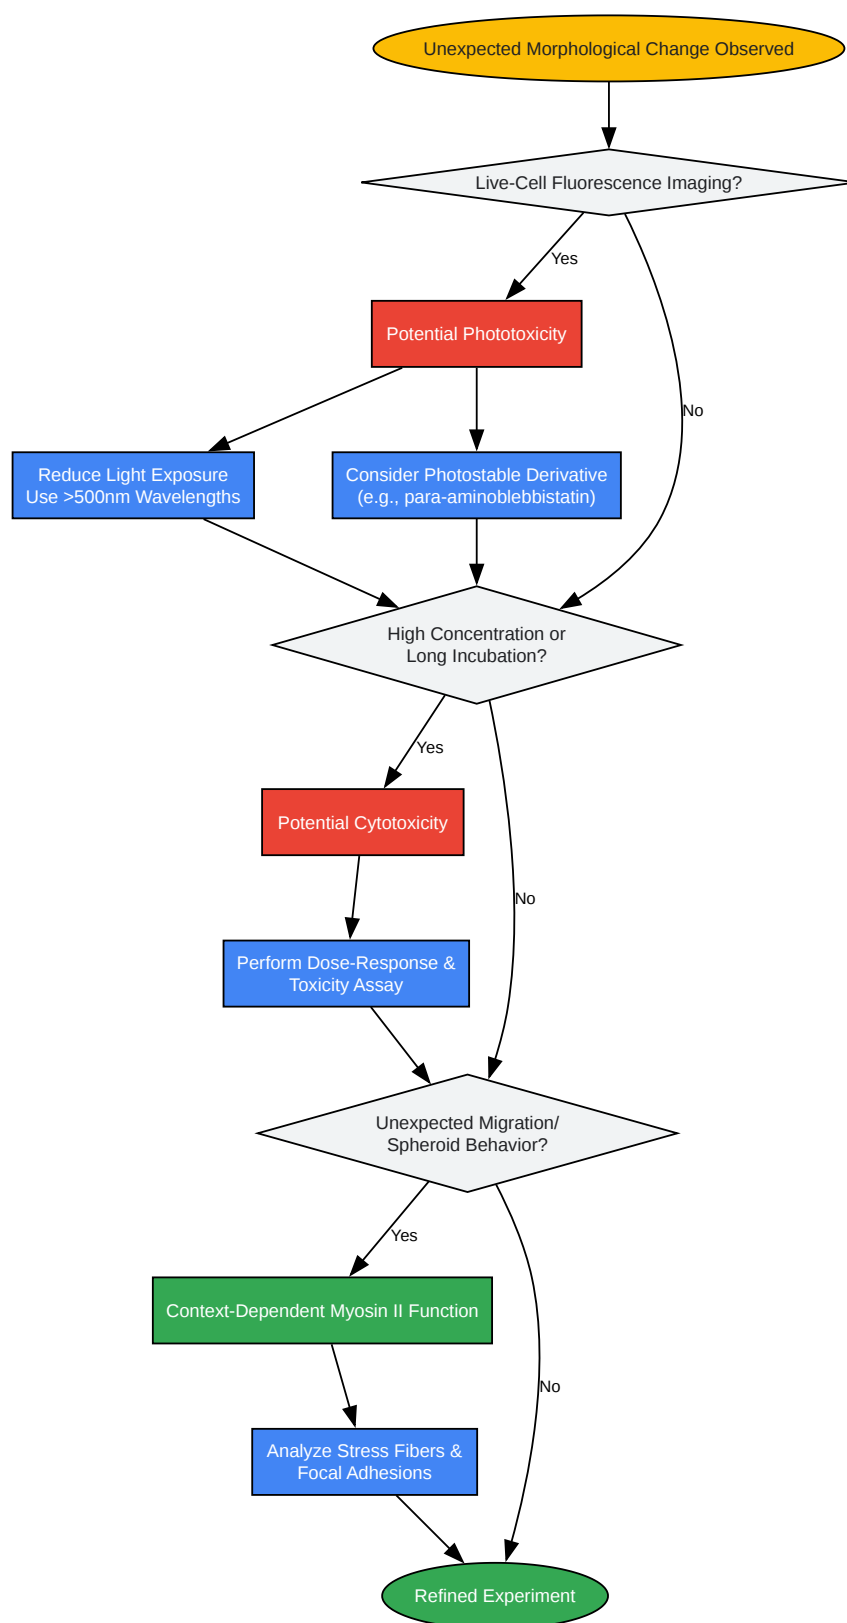 Unexpected Morphological Change Observed
Live-Cell Fluorescence Imaging?
Yes
Potential Phototoxicity
No
Reduce Light Exposure
Use >500nm Wavelengths
Consider Photostable Derivative
(e.g., para-aminoblebbistatin)
High Concentration or
Long Incubation?
Yes
Potential Cytotoxicity
No
Perform Dose-Response &
Toxicity Assay
Unexpected Migration/
Spheroid Behavior?
Yes
Context-Dependent Myosin II Function
No
Analyze Stress Fibers &
Focal Adhesions
Refined Experiment